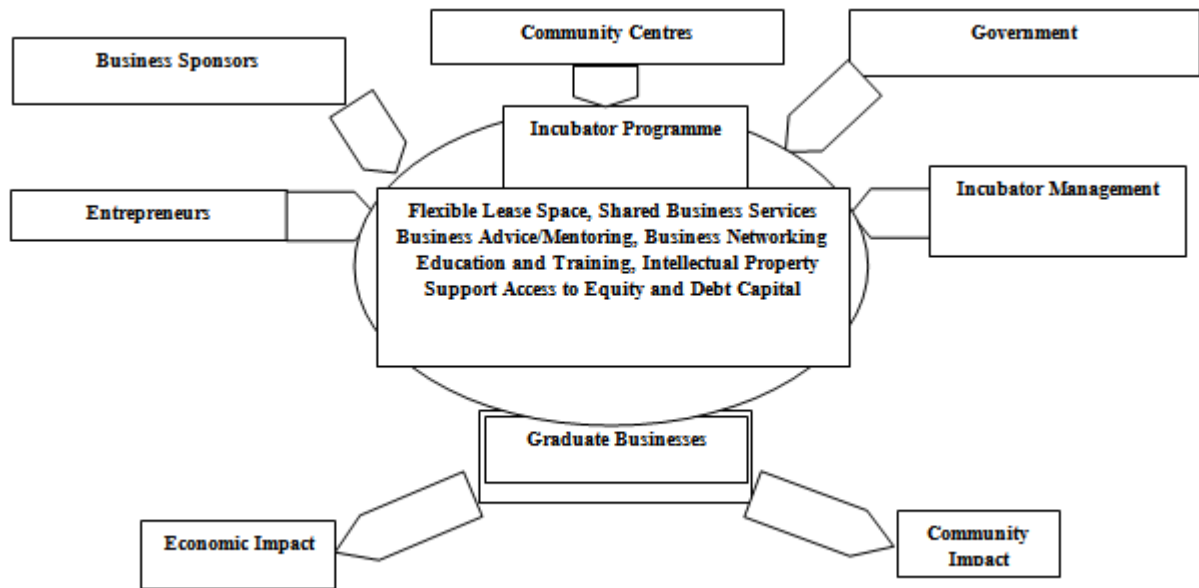 Community Centres
Government
Business Sponsors
Incubator Programme
Incubator Management
Entrepreneurs
Flexible Lease Space, Shared Business Services
Business Advice/Mentoring, Business Networking
Education and Training, Intellectual Property
Support Access to Equity and Debt Capital
Graduate Businesses
Economic Impact
Community
Impact